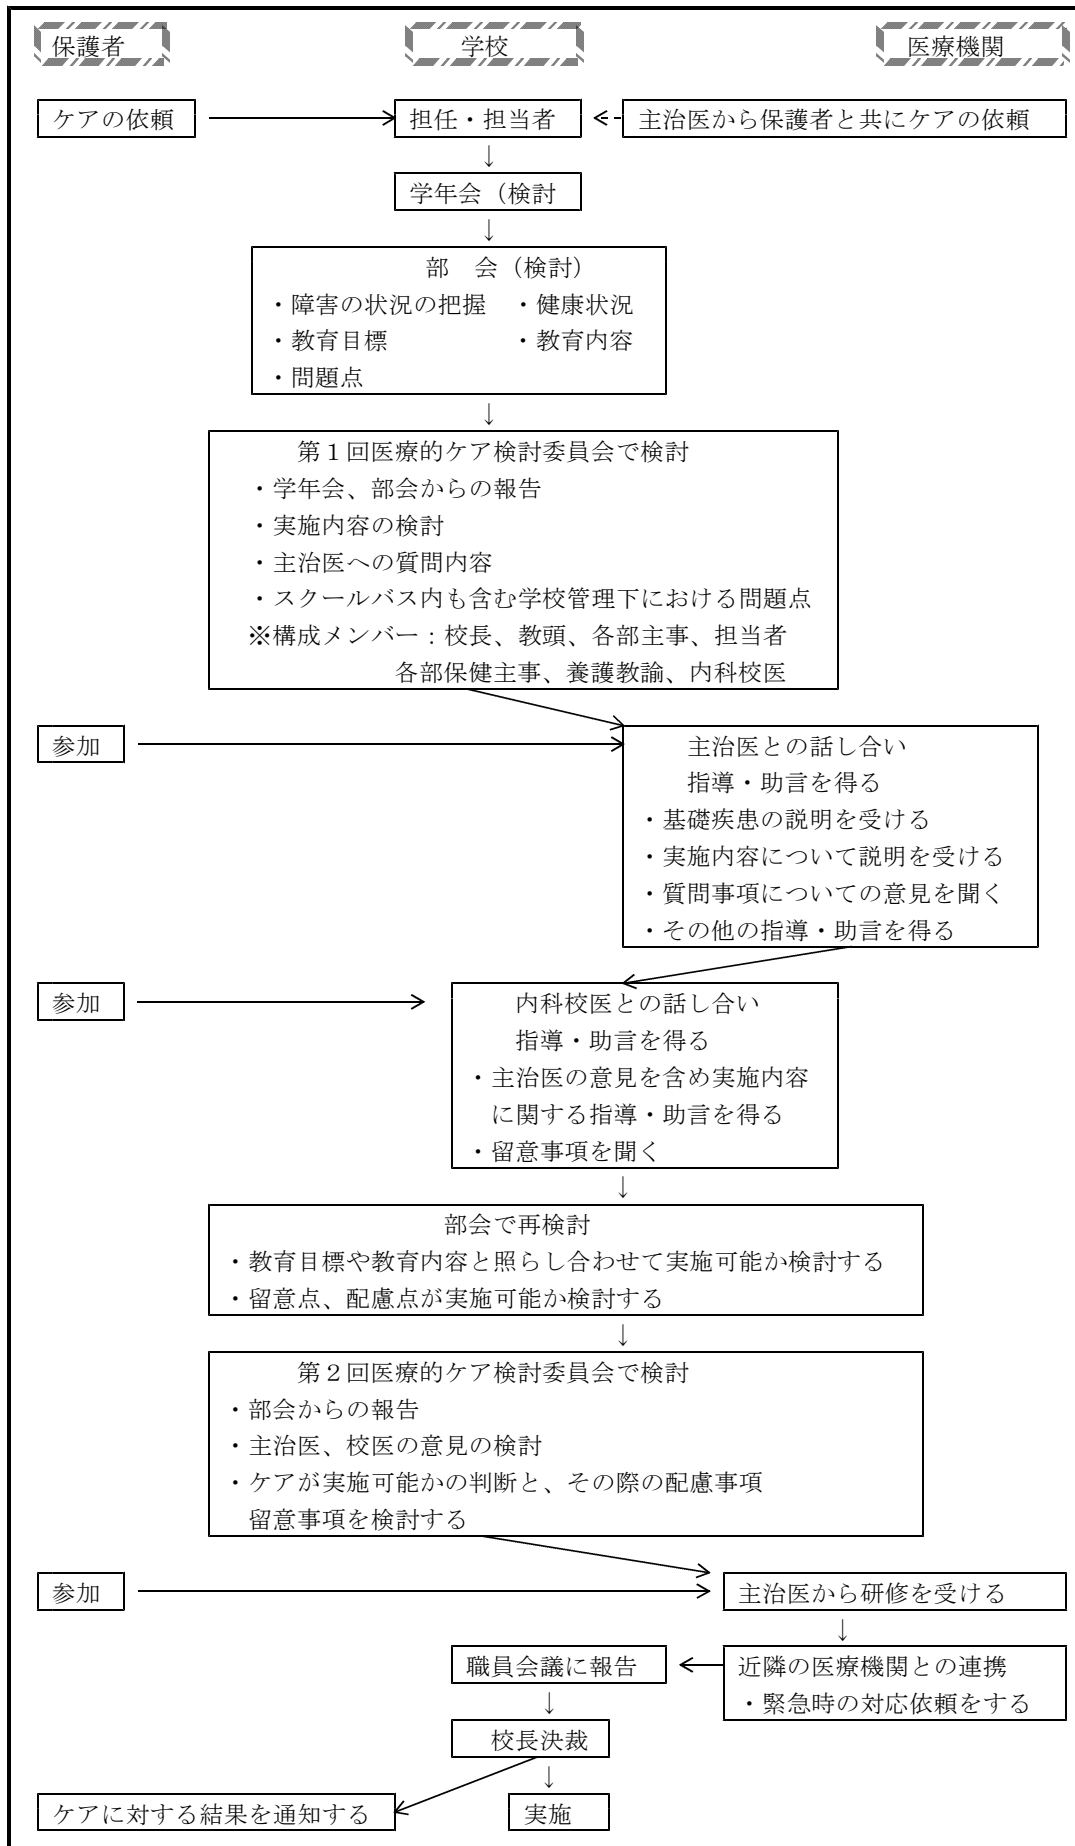 保護者 学校 医療機関
ケアの依頼 担任・担当者 主治医から保護者と共にケアの依頼
↓
学年会（検討
↓
部　会（検討）
・障害の状況の把握　・健康状況
・教育目標　・教育内容
・問題点
↓
第１回医療的ケア検討委員会で検討
・学年会、部会からの報告
・実施内容の検討
・主治医への質問内容
・スクールバス内も含む学校管理下における問題点
※構成メンバー：校長、教頭、各部主事、担当者
各部保健主事、養護教諭、内科校医
参加 主治医との話し合い
指導・助言を得る
・基礎疾患の説明を受ける
・実施内容について説明を受ける
・質問事項についての意見を聞く
・その他の指導・助言を得る
参加 内科校医との話し合い
指導・助言を得る
・主治医の意見を含め実施内容
に関する指導・助言を得る
・留意事項を聞く
↓
部会で再検討
・教育目標や教育内容と照らし合わせて実施可能か検討する
・留意点、配慮点が実施可能か検討する
↓
第２回医療的ケア検討委員会で検討
・部会からの報告
・主治医、校医の意見の検討
・ケアが実施可能かの判断と、その際の配慮事項
留意事項を検討する
参加 主治医から研修を受ける
↓
職員会議に報告 近隣の医療機関との連携
↓ ・緊急時の対応依頼をする
校長決裁
↓
ケアに対する結果を通知する 実施